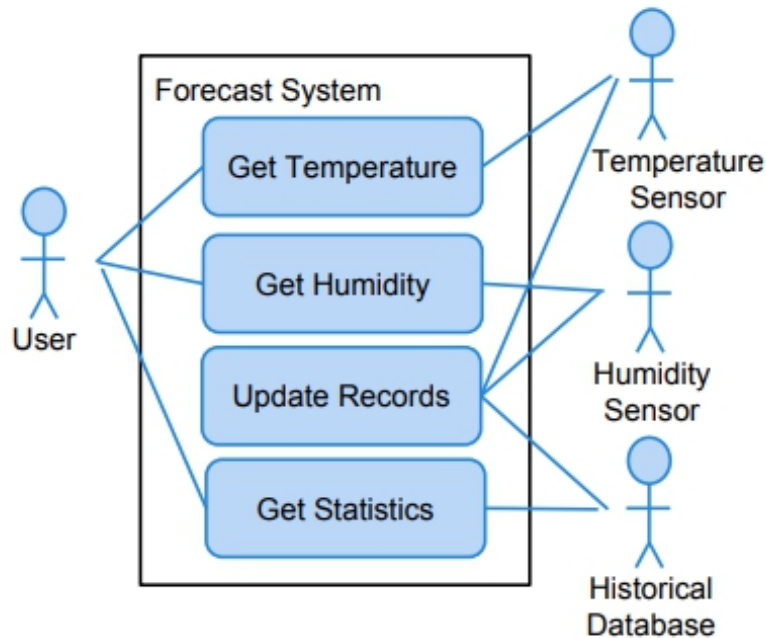 Forecast System
Get Temperature
Get Humidity
Update Records
Get Statistics
User
Temperature
Sensor
Humidity
Sensor
Historical
Database